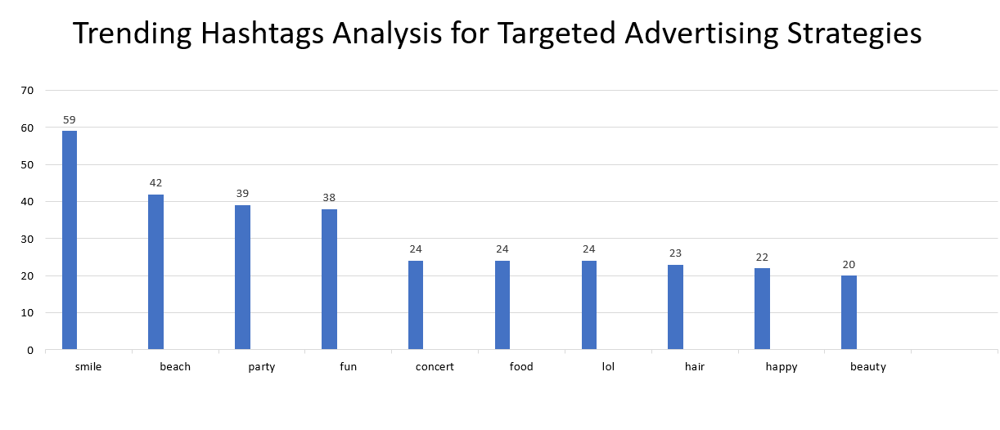 Trending Hashtags Analysis for Targeted Advertising Strategies
70
60
50
40
30
20
10
0
59
42
39
38
24
24
24
23
22
20
smile
beach
party
fun
concert
food
lol
hair
happy
beauty